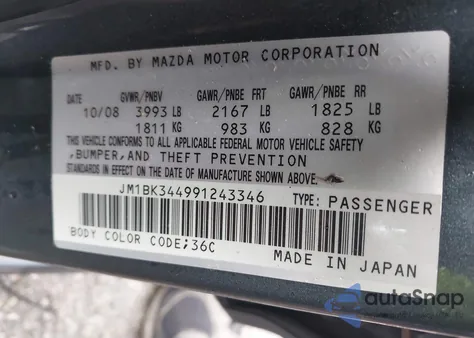 MFD. BY MAZDA MOTOR CORPORATION
DATE GVWR/PNBV GAWR/PNBE FRT GAWR/PNBE RR
10/08 3993 LB 2167 LB 1825 LB
1811 KG 983 KG 828 KG
THIS VEHICLE CONFORMS TO ALL APPLICABLE FEDERAL MOTOR VEHICLE SAFETY
,BUMPER,AND THEFT PREVENTION
STANDARDS IN EFFECT ON THE DATE OF MANUFACTURE SHOWN ABOVE.
JM1BK344991243346 TYPE: PASSENGER
BODY COLOR CODE;36C
MADE IN JAPAN
autoSnap